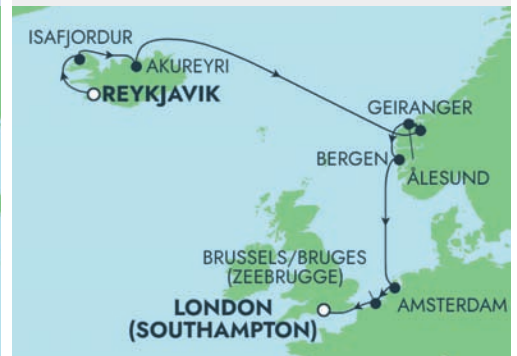 ISAFJORDUR
AKUREYRI
REYKJAVIK
GEIRANGER
BERGEN
ÅLESUND
BRUSSELS/BRUGES
(ZEEBRUGGE)
AMSTERDAM
LONDON
(SOUTHAMPTON)